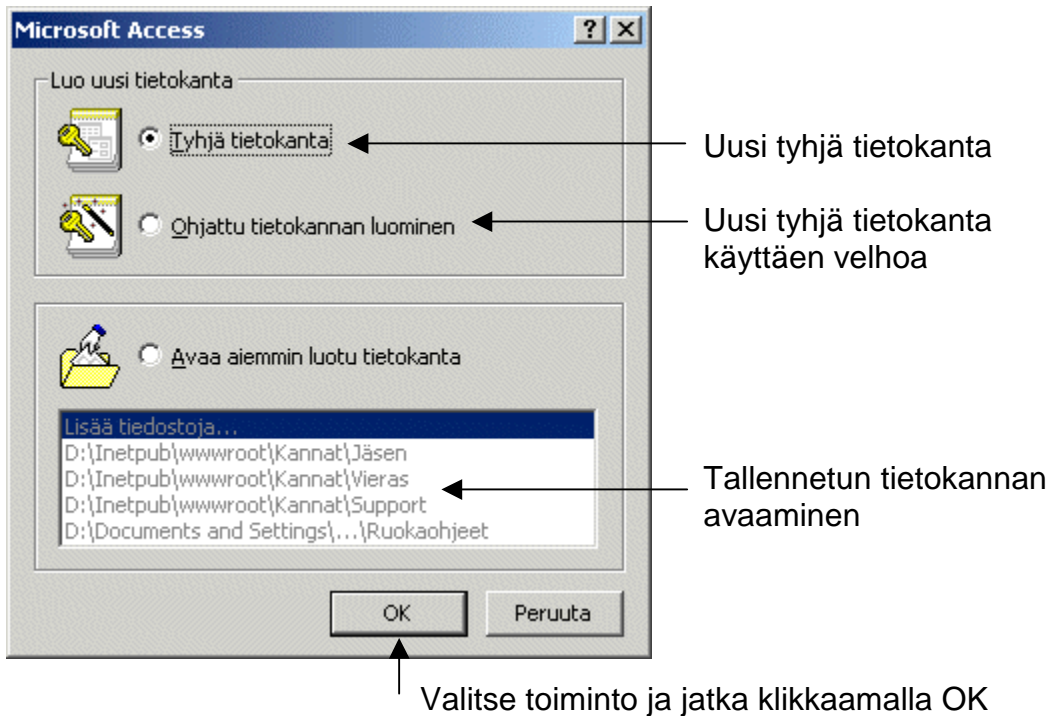 Microsoft Access
Luo uusi tietokanta
Tyhjä tietokanta
Uusi tyhjä tietokanta
Ohjattu tietokannan luominen
Uusi tyhjä tietokanta
käyttäen velhoa
Avaa aiemmin luotu tietokanta
Lisää tiedostoja...
D:\Inetpub\wwwroot\Kannat\Jäsen
D:\Inetpub\wwwroot\Kannat\Vieras
D:\Inetpub\wwwroot\Kannat\Support
D:\Documents and Settings\...\Ruokaohjeet
Tallennetun tietokannan
avaaminen
OK
Peruuta
Valitse toiminto ja jatka klikkaamalla OK